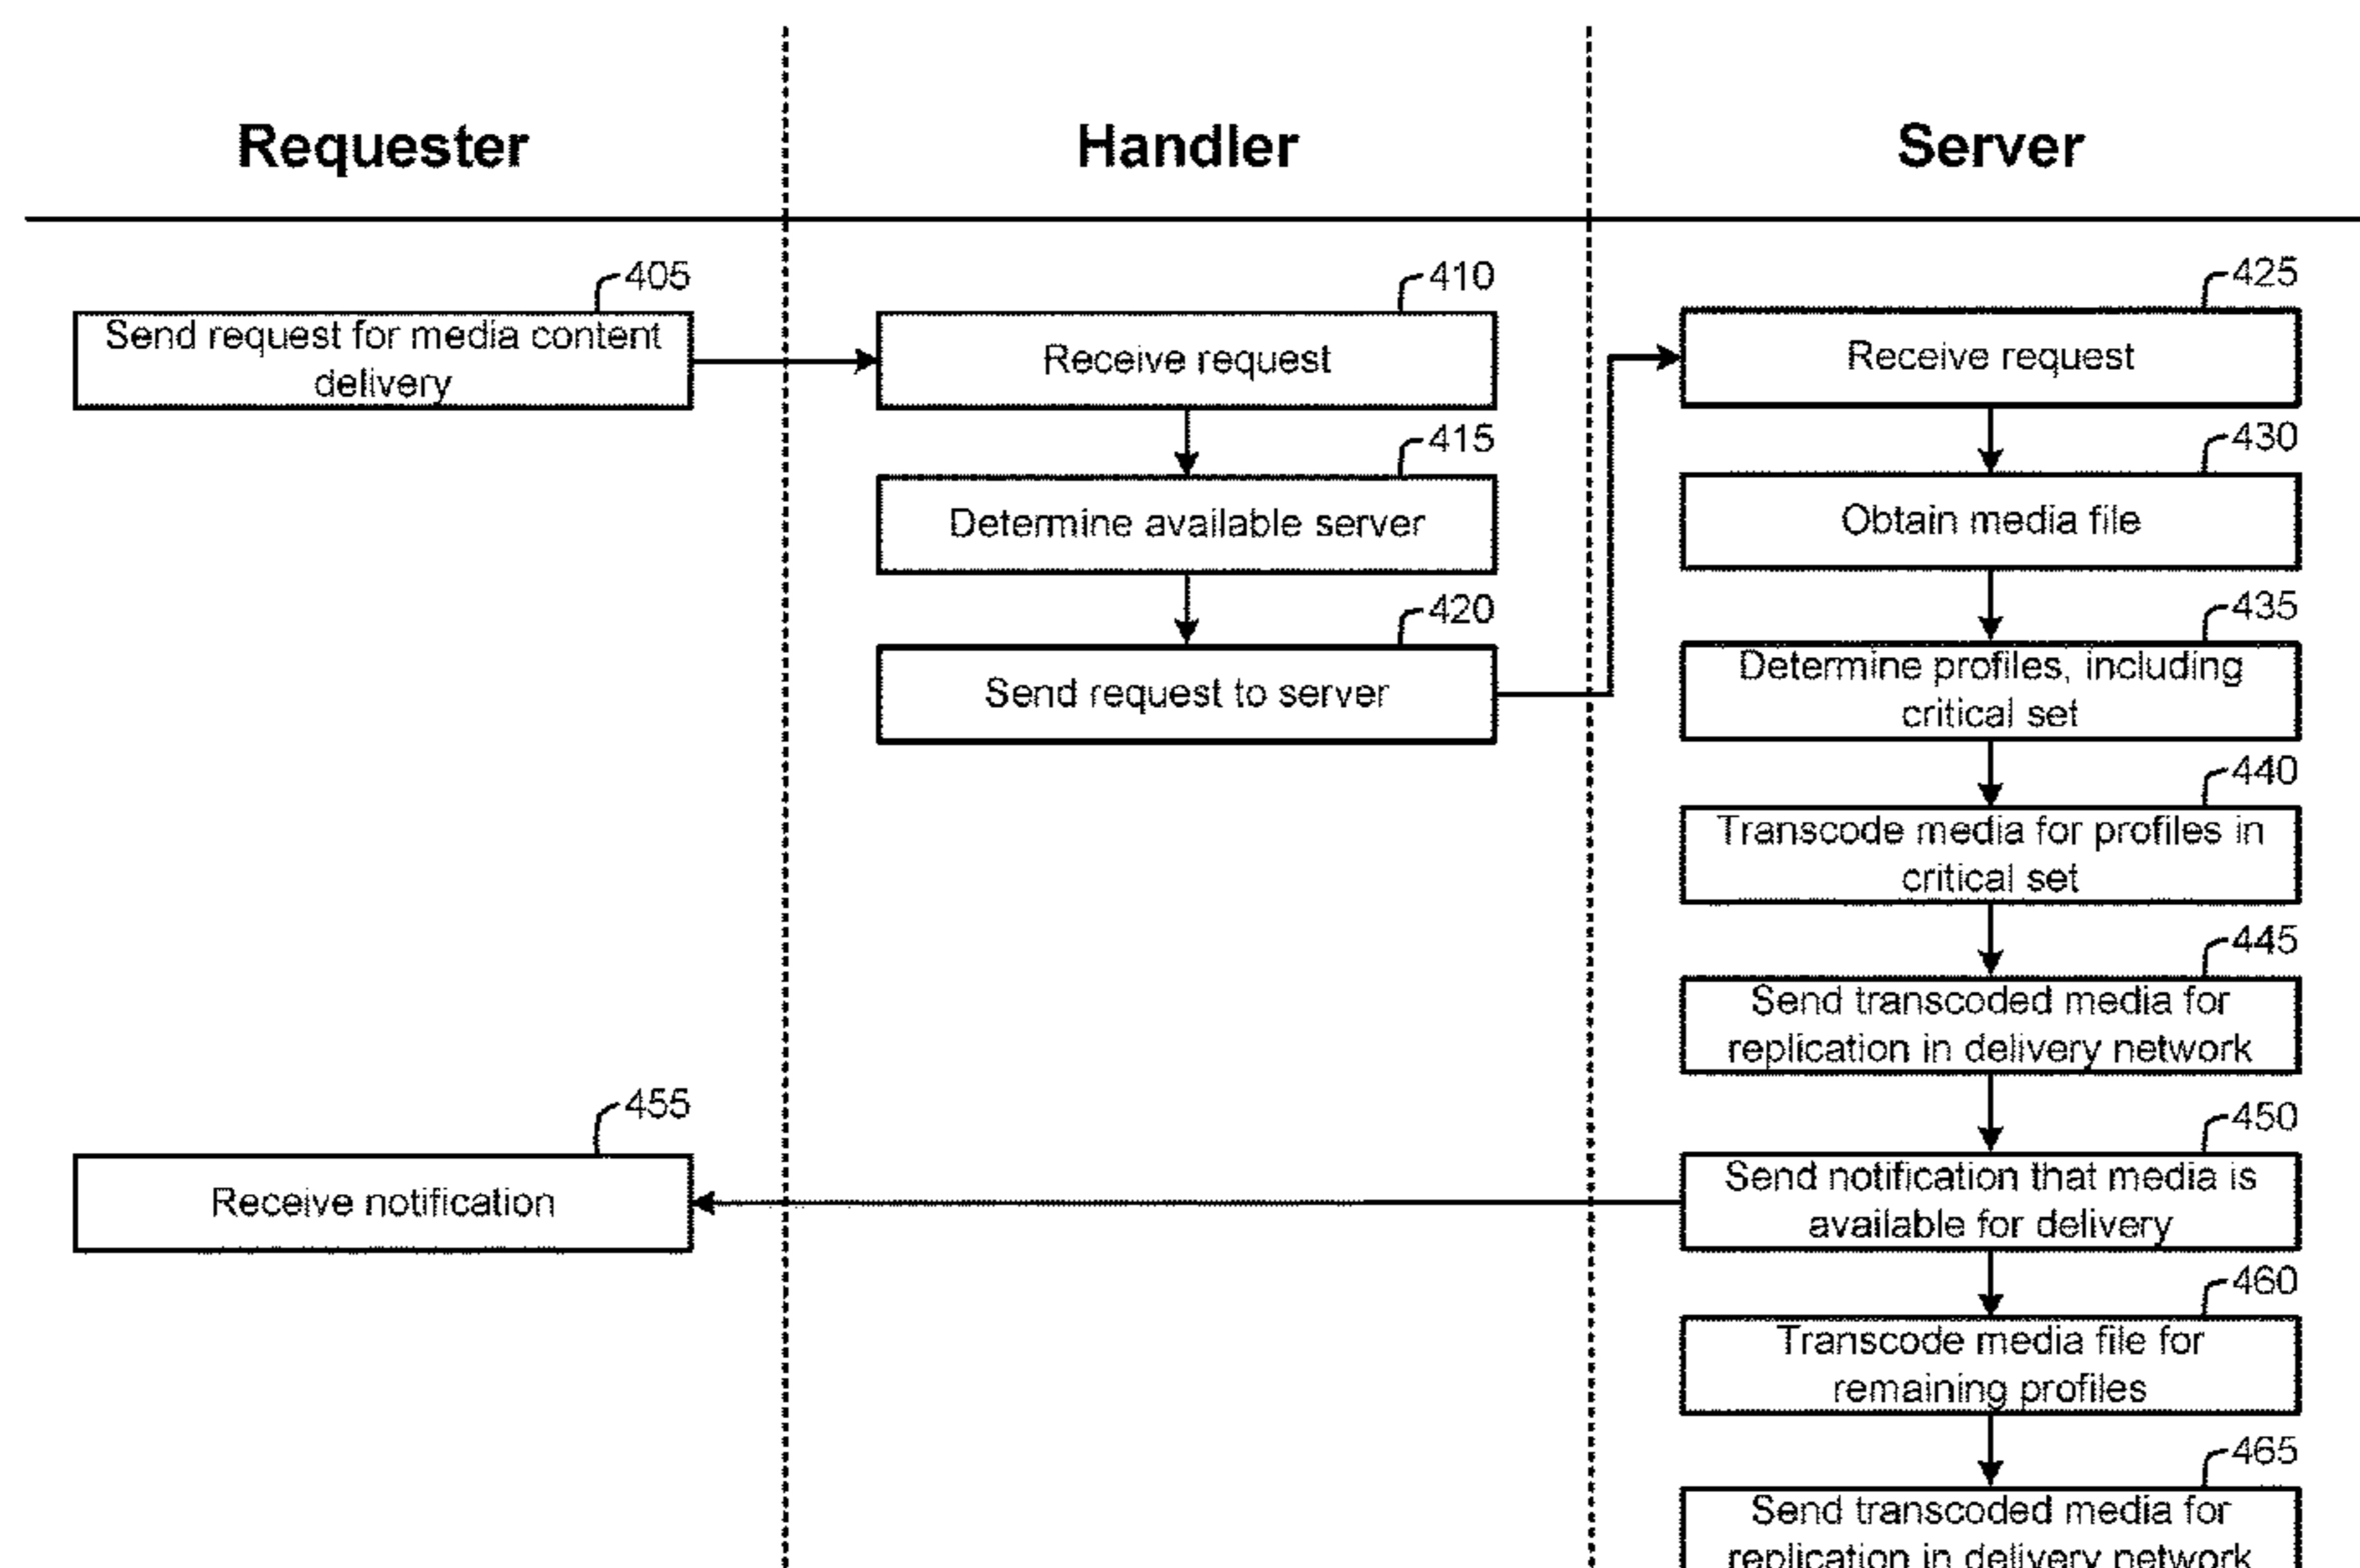 Requester
Handler
Server
405
Send request for media content
delivery
410
Receive request
415
Determine available server
420
Send request to server
425
Receive request
430
Obtain media file
435
Determine profiles, including
critical set
440
Transcode media for profiles in
critical set
445
Send transcoded media for
replication in delivery network
450
Send notification that media is
available for delivery
455
Receive notification
460
Transcode media file for
remaining profiles
465
Send transcoded media for
replication in delivery network